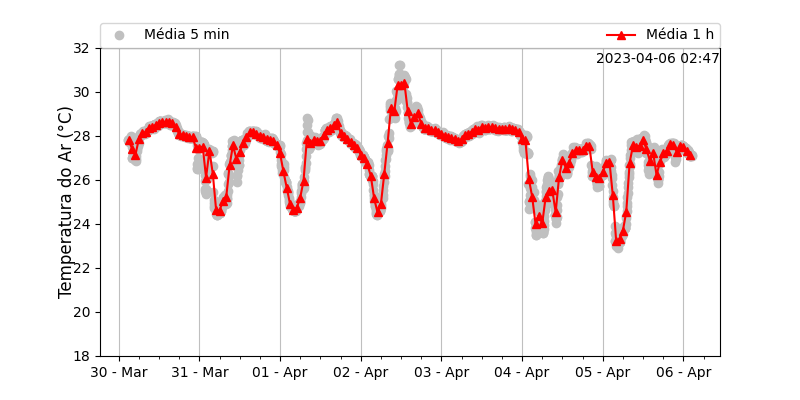 Média 5 min
Média 1 h
2023-04-06 02:47
Temperatura do Ar (°C)
32
30
28
26
24
22
20
18
30 - Mar
31 - Mar
01 - Apr
02 - Apr
03 - Apr
04 - Apr
05 - Apr
06 - Apr